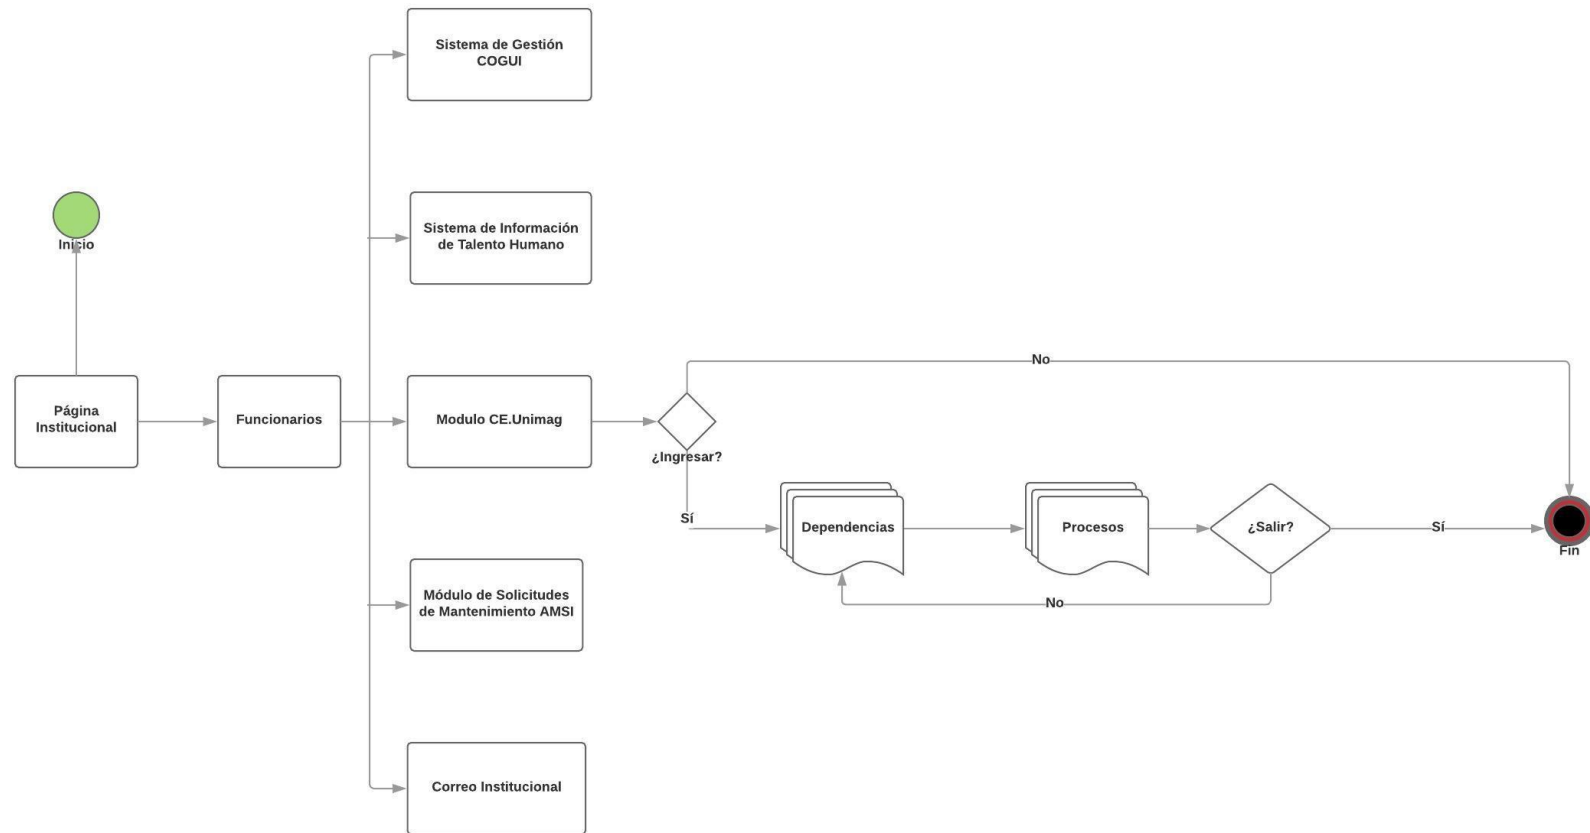 Sistema de Gestión
COGUI
Inicio
Sistema de Información
de Talento Humano
Página
Institucional
Funcionarios
Modulo CE.Unimag
¿Ingresar?
No
Sí
Dependencias
Procesos
¿Salir?
Sí
Fin
No
Módulo de Solicitudes
de Mantenimiento AMSI
Correo Institucional